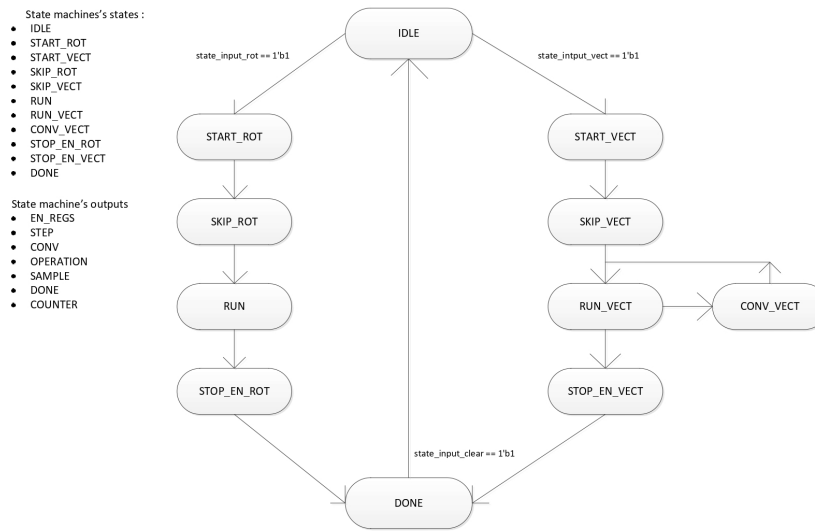 State machines's states :
• IDLE
• START_ROT
• START_VECT
• SKIP_ROT
• SKIP_VECT
• RUN
• RUN_VECT
• CONV_VECT
• STOP_EN_ROT
• STOP_EN_VECT
• DONE
State machine's outputs
• EN_REGS
• STEP
• CONV
• OPERATION
• SAMPLE
• DONE
• COUNTER
IDLE
state_input_rot == 1'b1
state_intput_vect == 1'b1
START_ROT
START_VECT
SKIP_ROT
SKIP_VECT
RUN
RUN_VECT
CONV_VECT
STOP_EN_ROT
STOP_EN_VECT
state_input_clear == 1'b1
DONE